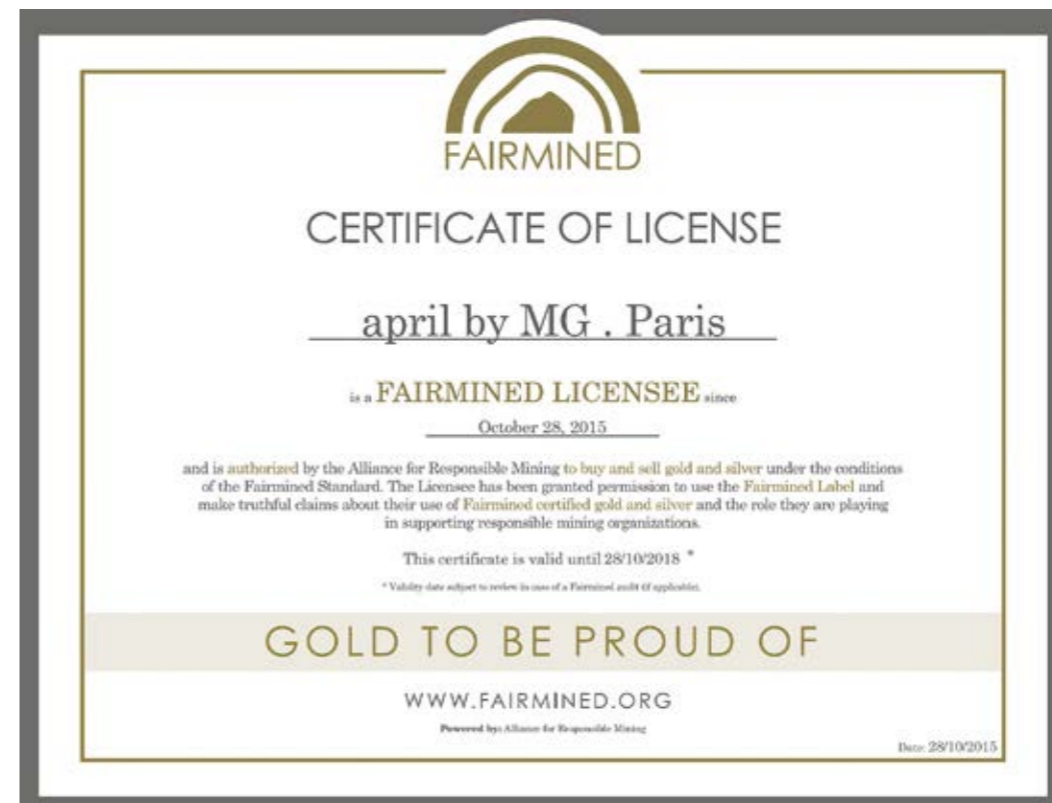 FAIRMINED
CERTIFICATE OF LICENSE
april by MG . Paris
is a FAIRMINED LICENSEE since
October 28, 2015
and is authorized by the Alliance for Responsible Mining to buy and sell gold and silver under the conditions
of the Fairmined Standard. The Licensee has been granted permission to use the Fairmined Label and
make truthful claims about their use of Fairmined certified gold and silver and the role they are playing
in supporting responsible mining organizations.
This certificate is valid until 28/10/2018 *
* Validity date subject to review in case of a Fairmined audit (if applicable).
GOLD TO BE PROUD OF
WWW.FAIRMINED.ORG
Powered by: Alliance for Responsible Mining
Date: 28/10/2015